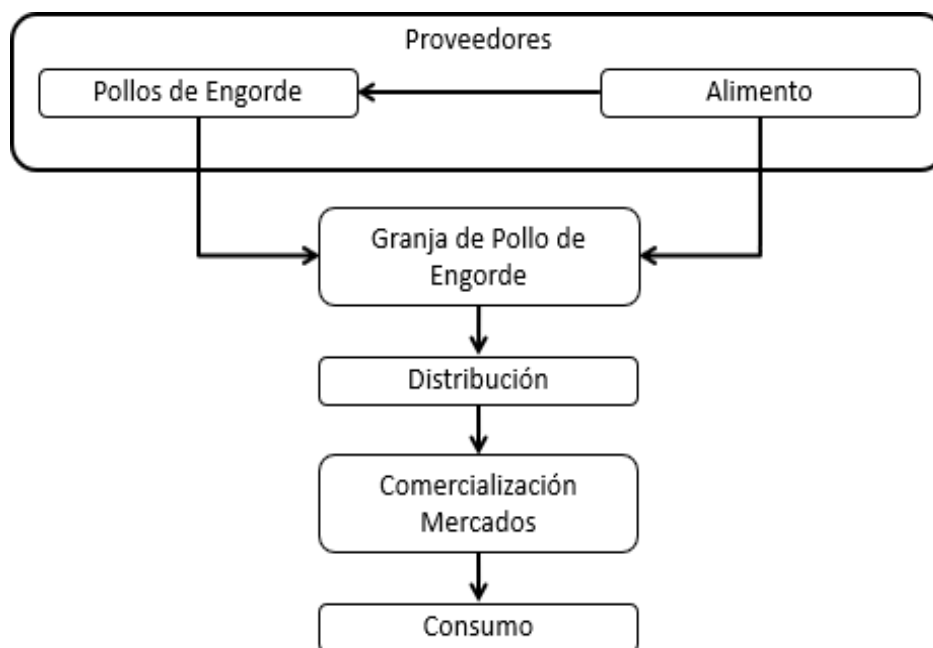 Proveedores
Pollos de Engorde
Alimento
Granja de Pollo de
Engorde
Distribución
Comercialización
Mercados
Consumo